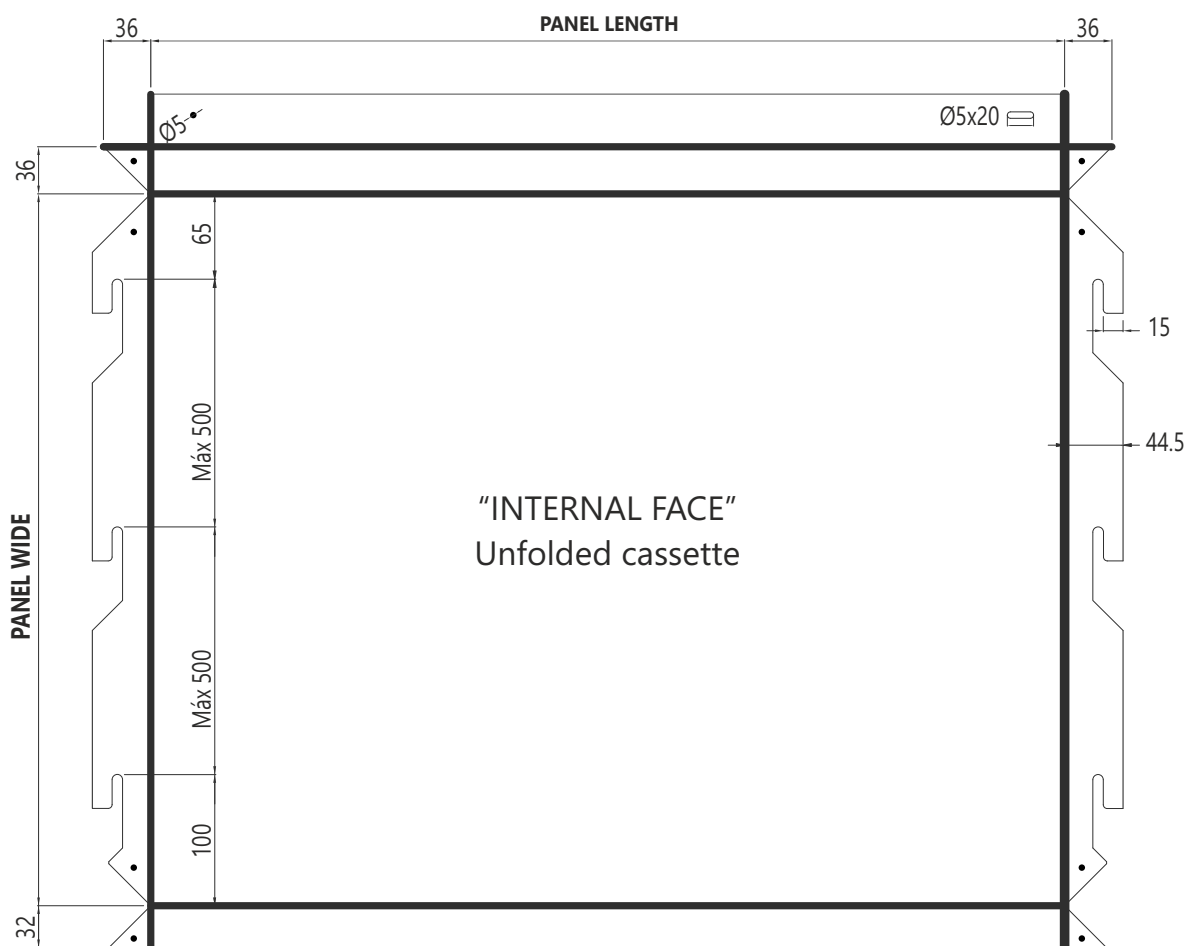 36
PANEL LENGTH
36
Ø5
Ø5x20
36
65
15
Máx 500
44.5
“INTERNAL FACE”
Unfolded cassette
PANEL WIDE
Máx 500
100
32